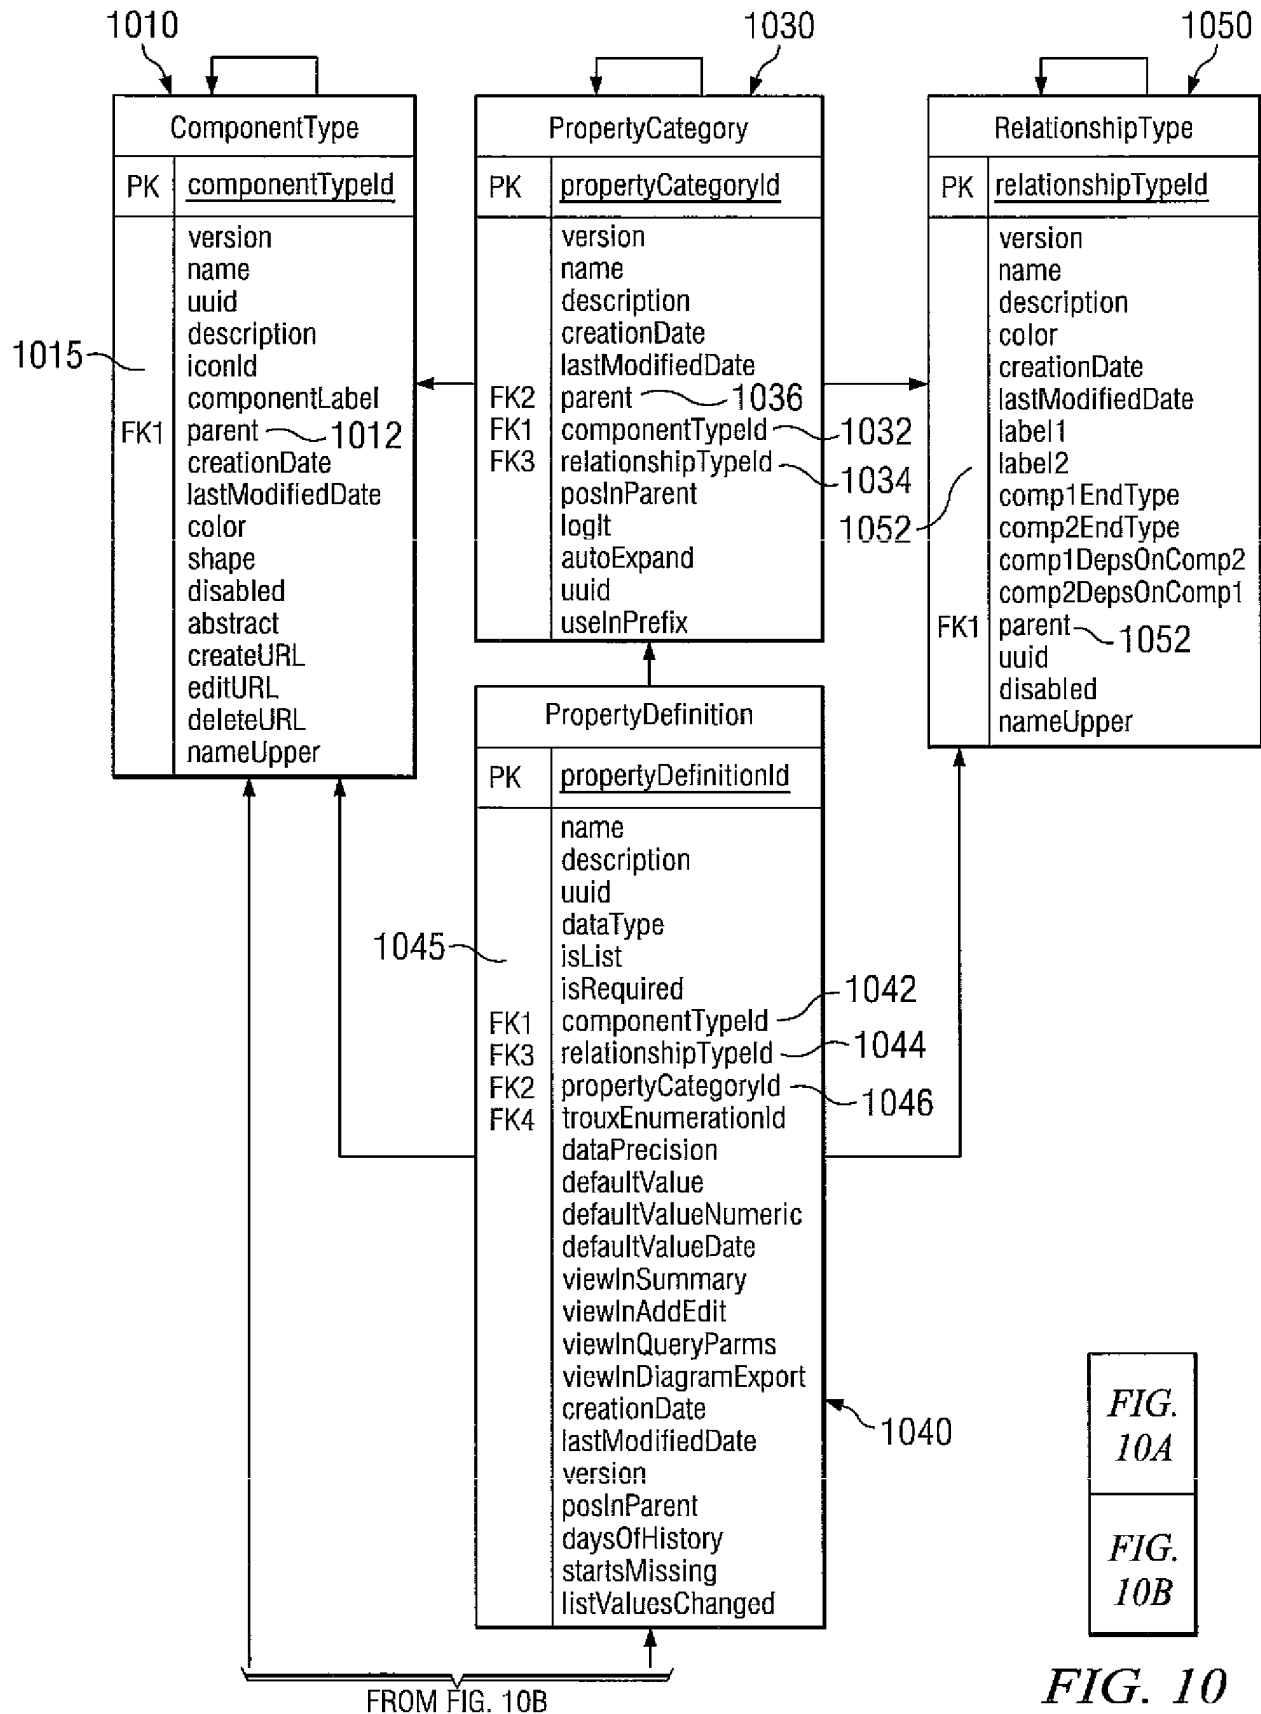 1010
1030
1050
ComponentType
PK componentTypeId
version
name
uuid
description
1015
iconId
componentLabel
FK1 parent 1012
creationDate
lastModifiedDate
color
shape
disabled
abstract
createURL
editURL
deleteURL
nameUpper
PropertyCategory
PK propertyCategoryId
version
name
description
creationDate
lastModifiedDate
FK2 parent 1036
FK1 componentTypeId 1032
FK3 relationshipTypeId 1034
posInParent
logIt
autoExpand
uuid
useInPrefix
RelationshipType
PK relationshipTypeId
version
name
description
color
creationDate
lastModifiedDate
label1
label2
1052
comp1EndType
comp2EndType
comp1DepsOnComp2
comp2DepsOnComp1
FK1 parent 1052
uuid
disabled
nameUpper
PropertyDefinition
PK propertyDefinitionId
name
description
uuid
dataType
1045
isList
isRequired
FK1 componentTypeId 1042
FK3 relationshipTypeId 1044
FK2 propertyCategoryId 1046
FK4 trouxEnumerationId
dataPrecision
defaultValue
defaultValueNumeric
defaultValueDate
viewInSummary
viewInAddEdit
viewInQueryParms
viewInDiagramExport
creationDate
1040
lastModifiedDate
version
posInParent
daysOfHistory
startsMissing
listValuesChanged
FROM FIG. 10B
FIG.
10A
FIG.
10B
FIG. 10